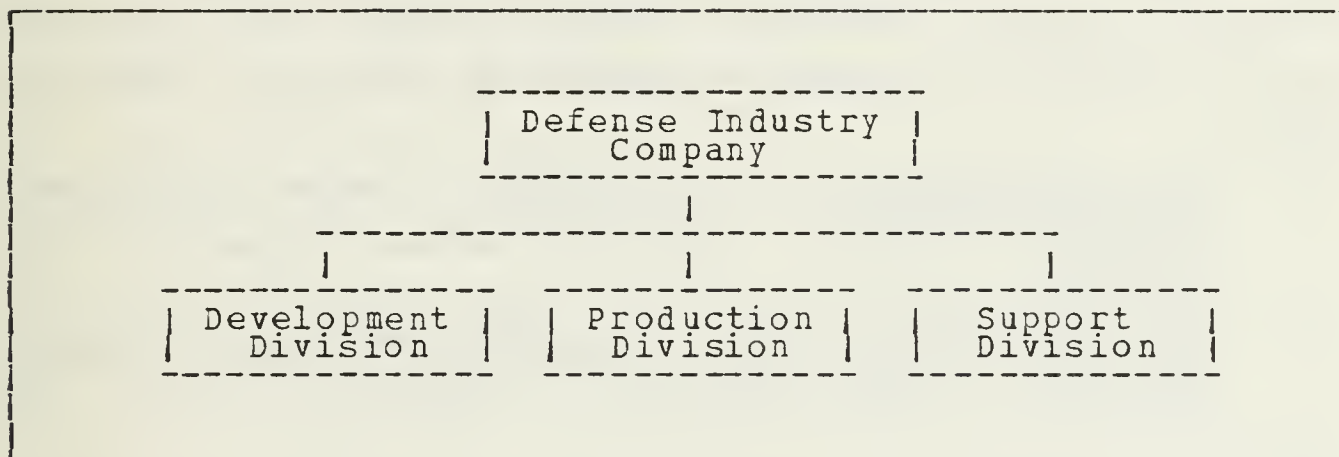 Defense Industry
Company
Development
Division
Production
Division
Support
Division